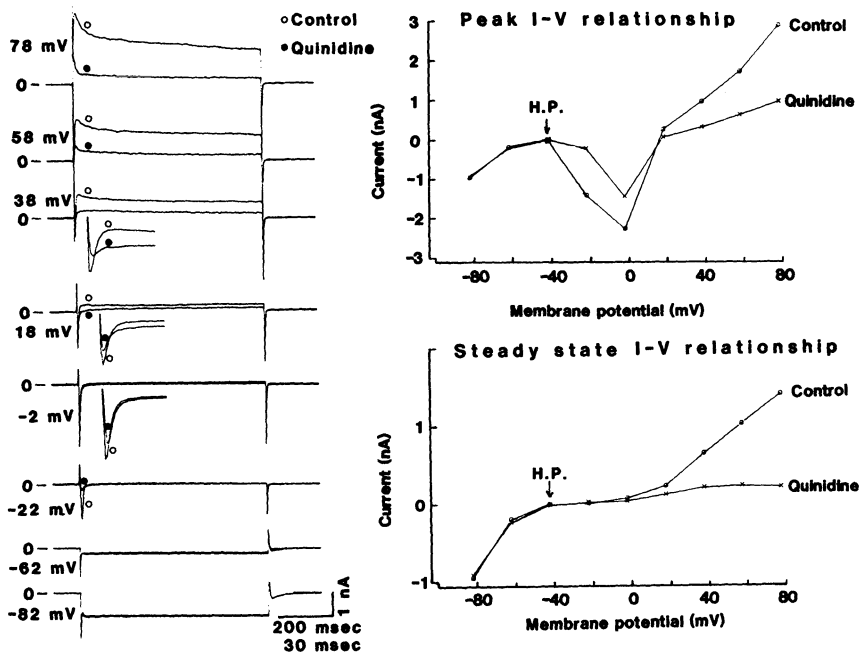 ○ Control
● Quinidine
78 mV
0-
58 mV
0-
38 mV
0-
0-
18 mV
0-
-2 mV
0-
-22 mV
0-
-62 mV
0-
-82 mV
1 nA
200 msec
30 msec
Peak I-V relationship
Control
Quinidine
H.P.
Current (nA)
3
2
1
0
-1
-2
-3
-80
-40
0
40
80
Membrane potential (mV)
Steady state I-V relationship
Control
Quinidine
H.P.
Current (nA)
1
0
-1
-80
-40
0
40
80
Membrane potential (mV)